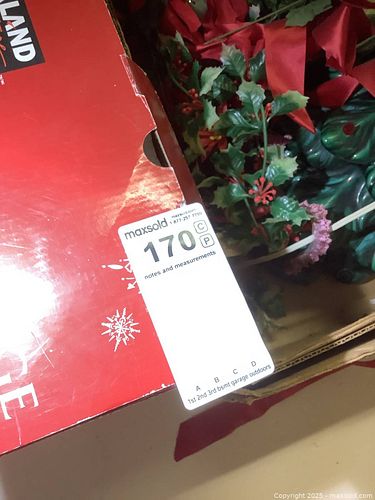 LAND
maxsold
170
C
P
notes and measurements
A B C D
1st 2nd 3rd bsmt garage outdoors
E
Copyright 2025 - maxsold.com